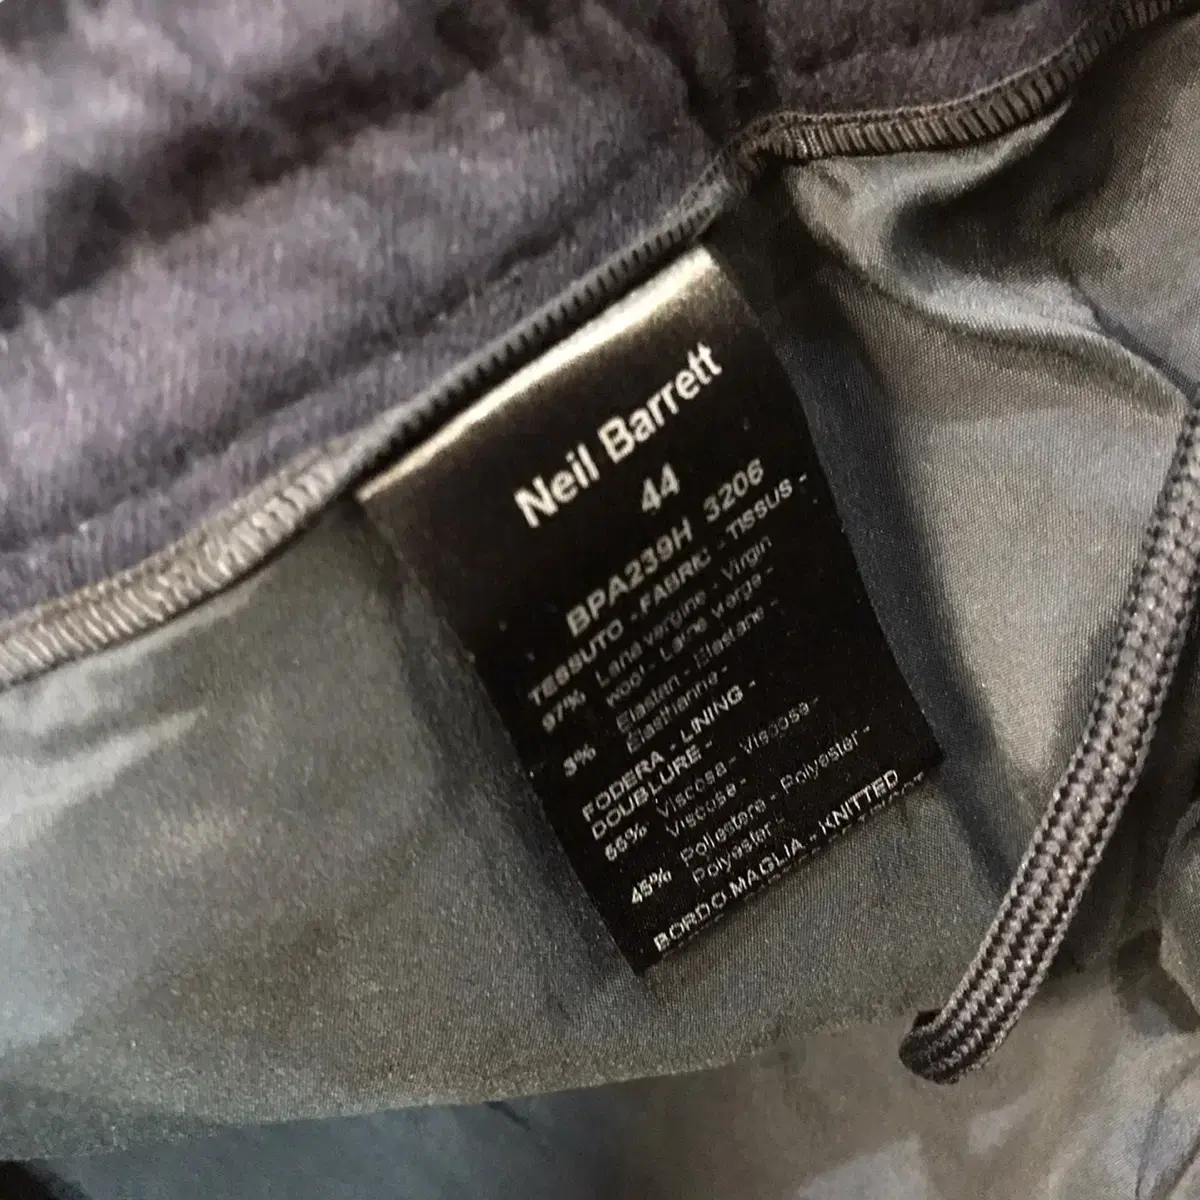 Neil Barrett
44
BPA239H 3206
TESSUTO - FABRIC - TISSUS -
97% Lana vergine - Virgin
wool - Laine vierge -
3% Elastan - Elastane -
Elasthanne -
FODERA - LINING -
DOUBLURE -
Viscosa - Viscose -
Viscose -
45% Poliestere - Polyester -
Polyester -
BORDO MAGLIA - KNITTED